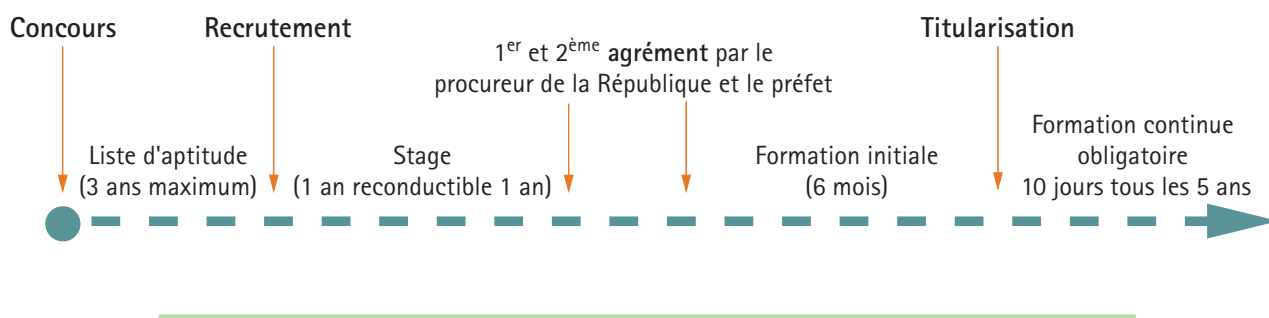 Concours
Recrutement
1er et 2ème agrément par le
procureur de la République et le préfet
Titularisation
Liste d'aptitude
(3 ans maximum)
Stage
(1 an reconductible 1 an)
Formation initiale
(6 mois)
Formation continue
obligatoire
10 jours tous les 5 ans